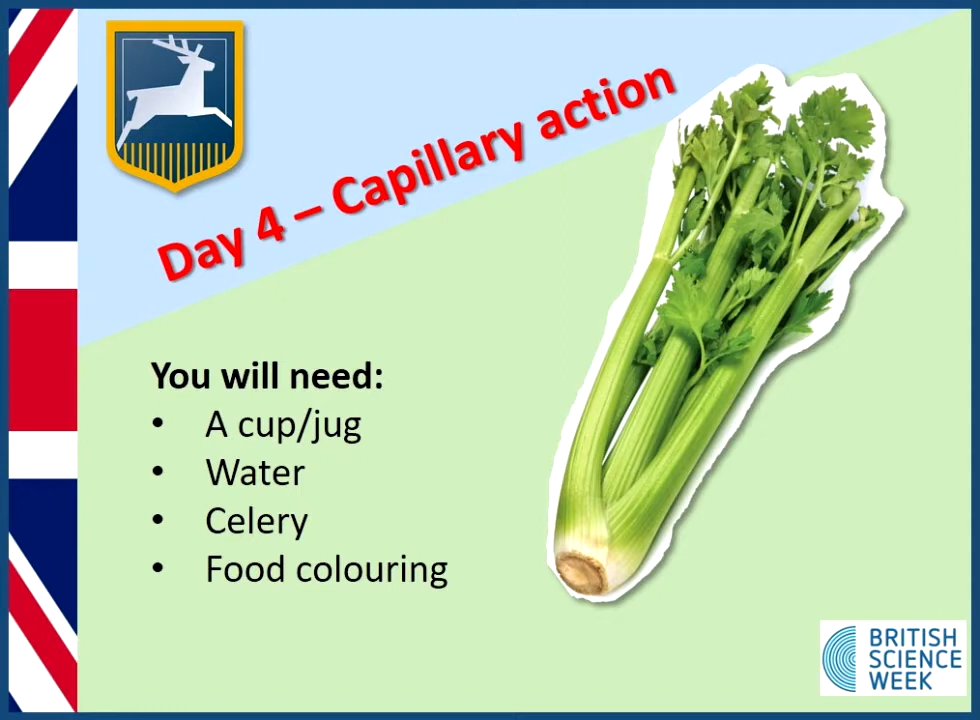 Day 4 – Capillary action
You will need:
• A cup/jug
• Water
• Celery
• Food colouring
BRITISH
SCIENCE
WEEK